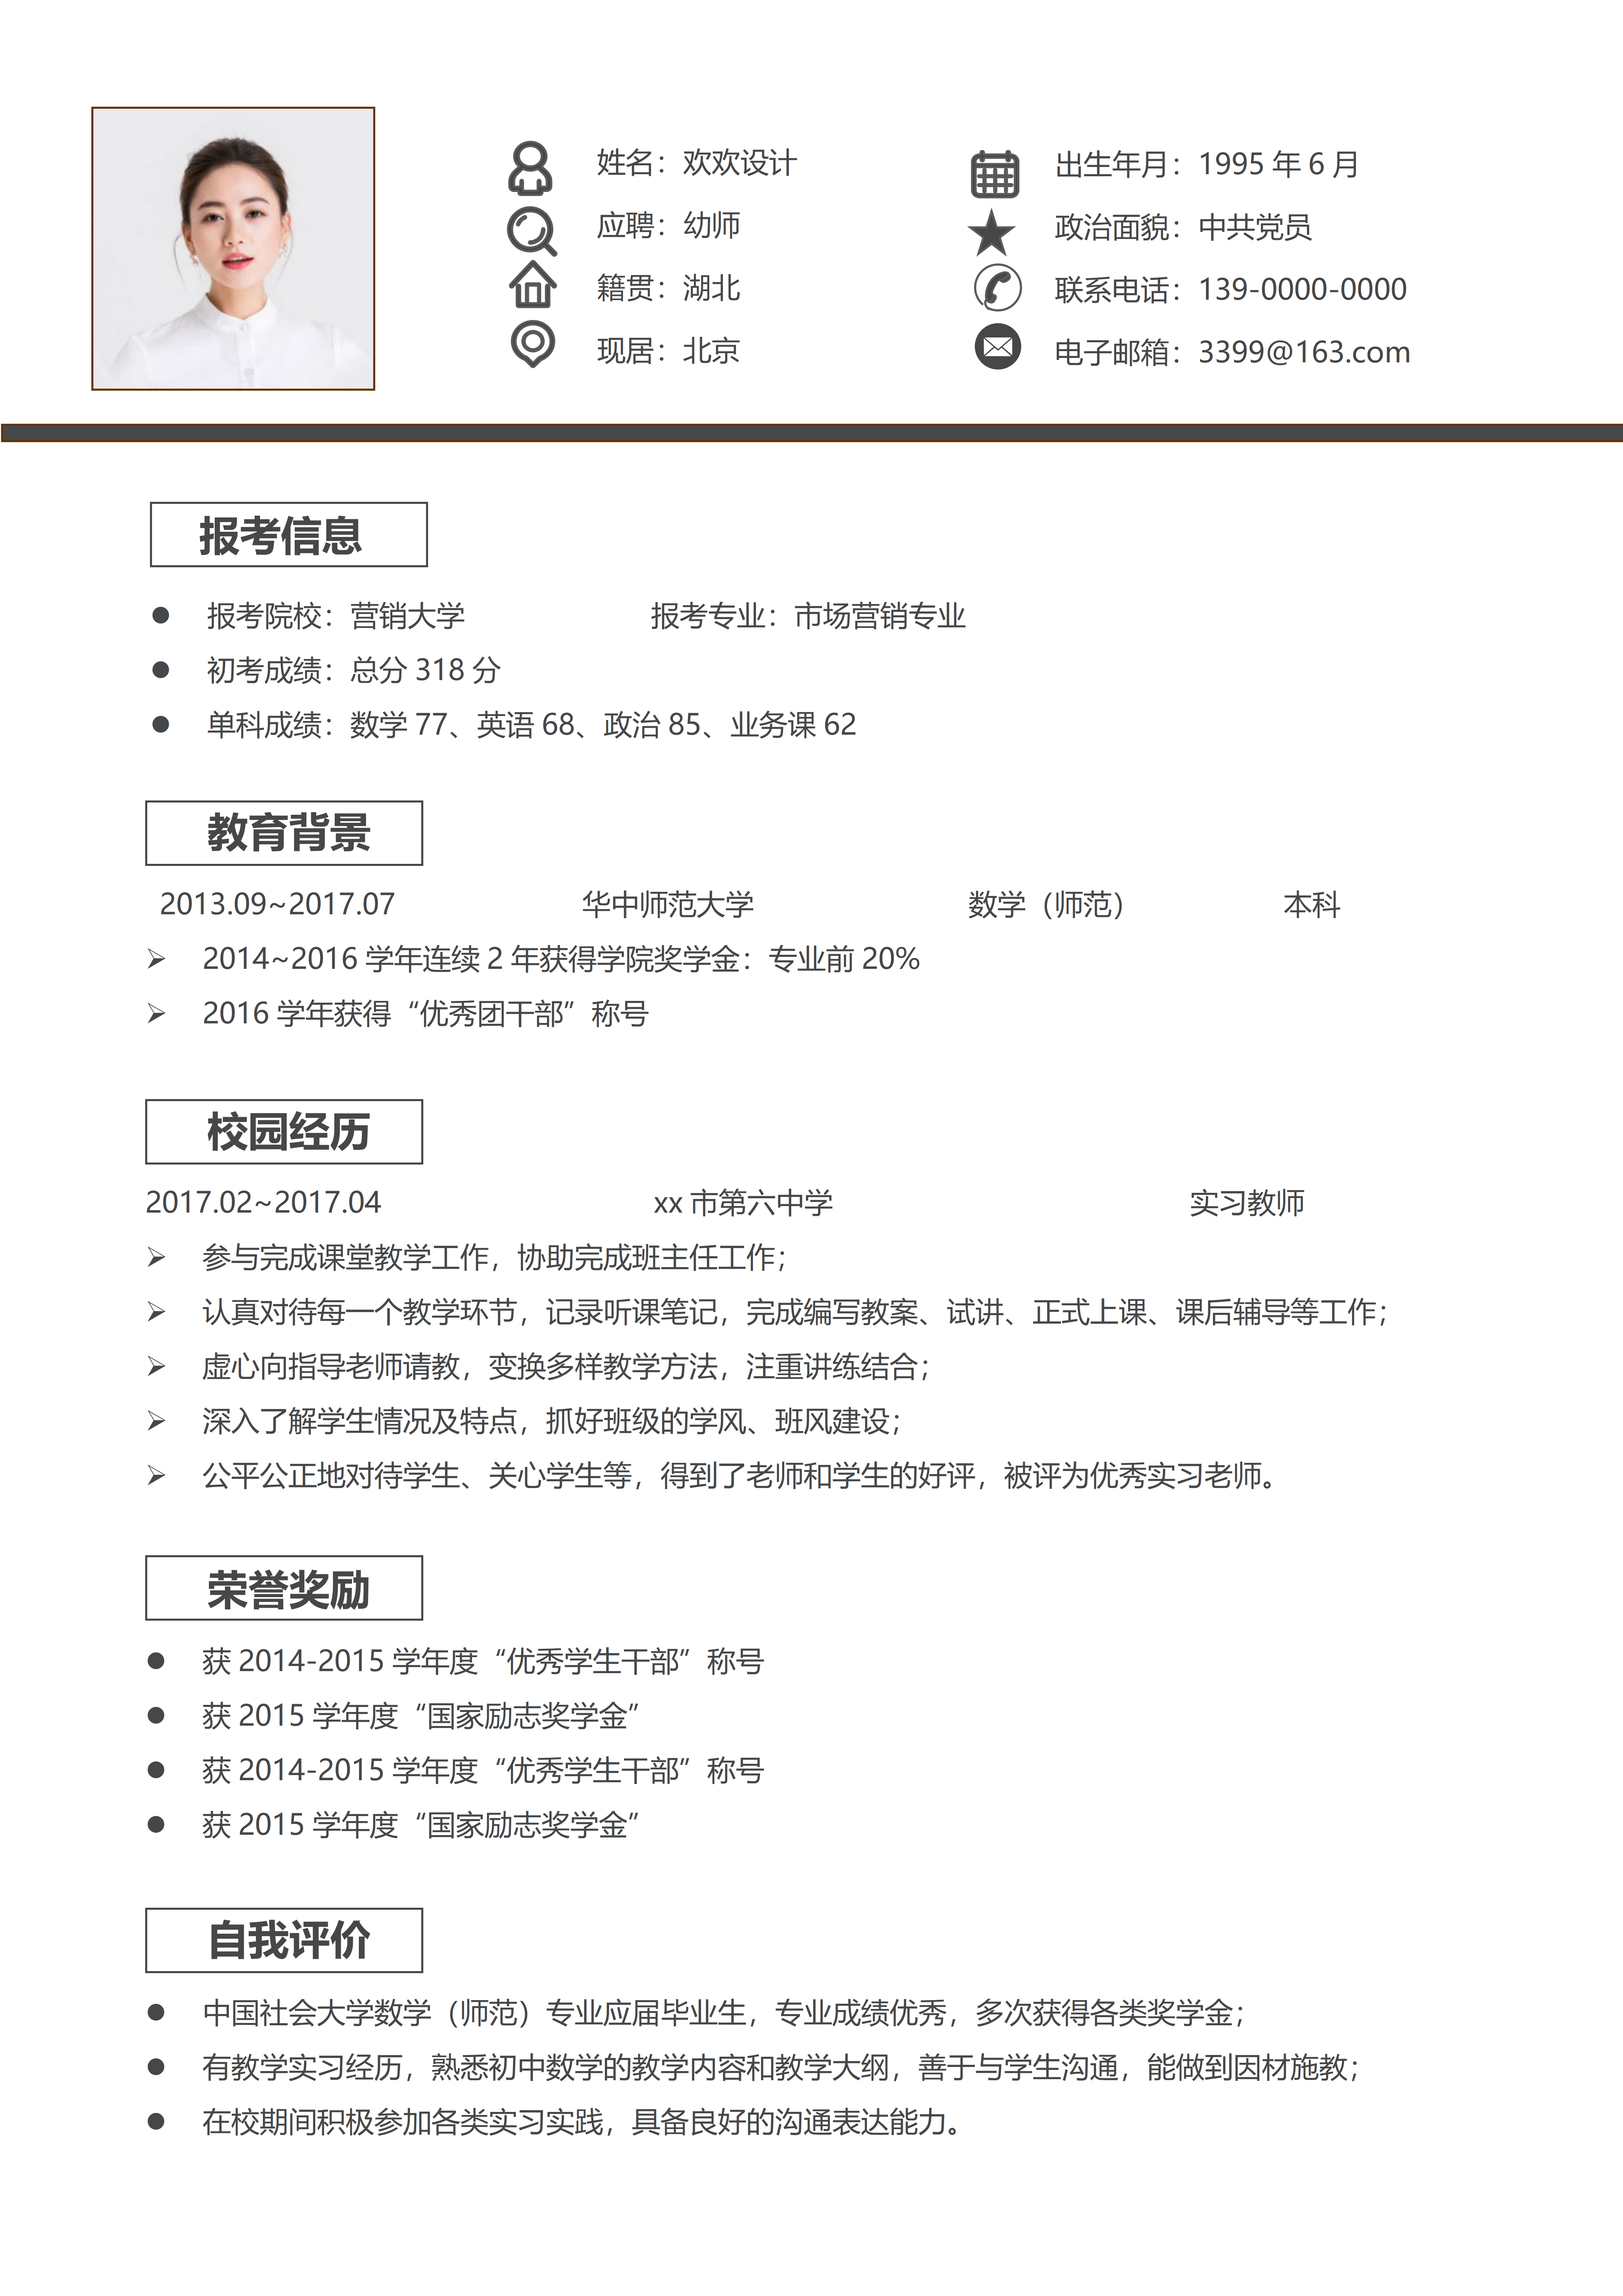 姓名：欢欢设计
出生年月：1995 年 6 月
应聘：幼师
政治面貌：中共党员
籍贯：湖北
联系电话：139-0000-0000
现居：北京
电子邮箱：3399@163.com
报考信息
报考院校：营销大学 报考专业：市场营销专业
初考成绩：总分 318 分
单科成绩：数学 77、英语 68、政治 85、业务课 62
教育背景
2013.09~2017.07 华中师范大学 数学（师范） 本科
2014~2016 学年连续 2 年获得学院奖学金：专业前 20%
2016 学年获得“优秀团干部”称号
校园经历
2017.02~2017.04 xx 市第六中学 实习教师
参与完成课堂教学工作，协助完成班主任工作；
认真对待每一个教学环节，记录听课笔记，完成编写教案、试讲、正式上课、课后辅导等工作；
虚心向指导老师请教，变换多样教学方法，注重讲练结合；
深入了解学生情况及特点，抓好班级的学风、班风建设；
公平公正地对待学生、关心学生等，得到了老师和学生的好评，被评为优秀实习老师。
荣誉奖励
获 2014-2015 学年度“优秀学生干部”称号
获 2015 学年度“国家励志奖学金”
获 2014-2015 学年度“优秀学生干部”称号
获 2015 学年度“国家励志奖学金”
自我评价
中国社会大学数学（师范）专业应届毕业生，专业成绩优秀，多次获得各类奖学金；
有教学实习经历，熟悉初中数学的教学内容和教学大纲，善于与学生沟通，能做到因材施教；
在校期间积极参加各类实习实践，具备良好的沟通表达能力。